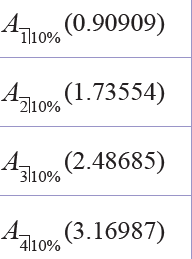 A1̅|10% (0.90909)
A2̅|10% (1.73554)
A3̅|10% (2.48685)
A4̅|10% (3.16987)